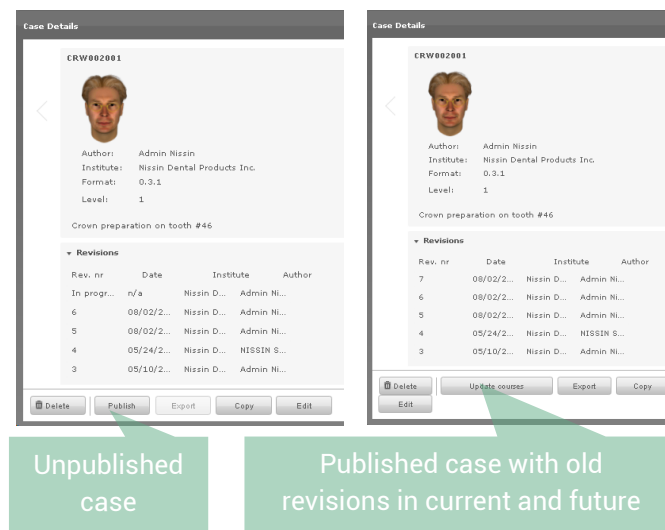 Case Details
CRW002001
Author: Admin Nissin
Institute: Nissin Dental Products Inc.
Format: 0.3.1
Level: 1
Crown preparation on tooth #46
Revisions
Rev. nr Date Institute Author
In progr... n/a Nissin D... Admin Ni...
6 08/02/2... Nissin D... Admin Ni...
5 08/02/2... Nissin D... Admin Ni...
4 05/24/2... Nissin D... NISSIN S...
3 05/10/2... Nissin D... Admin Ni...
Delete Publish Export Copy Edit
Unpublished
case
Case Details
CRW002001
Author: Admin Nissin
Institute: Nissin Dental Products Inc.
Format: 0.3.1
Level: 1
Crown preparation on tooth #46
Revisions
Rev. nr Date Institute Author
7 08/02/2... Nissin D... Admin Ni...
6 08/02/2... Nissin D... Admin Ni...
5 08/02/2... Nissin D... Admin Ni...
4 05/24/2... Nissin D... NISSIN S...
3 05/10/2... Nissin D... Admin Ni...
Delete Update courses Export Copy
Edit
Published case with old
revisions in current and future